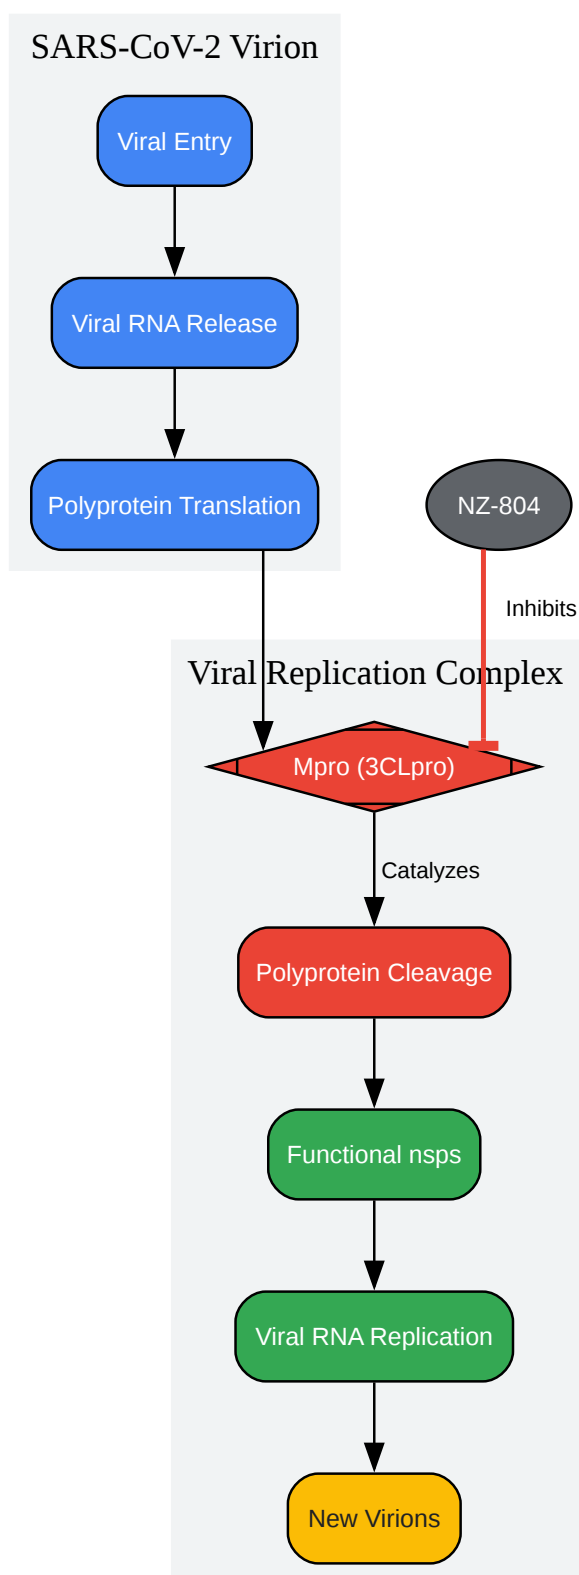 SARS-CoV-2 Virion
Viral Entry
Viral RNA Release
Polyprotein Translation
NZ-804
Inhibits
Viral Replication Complex
Mpro (3CLpro)
Catalyzes
Polyprotein Cleavage
Functional nsps
Viral RNA Replication
New Virions